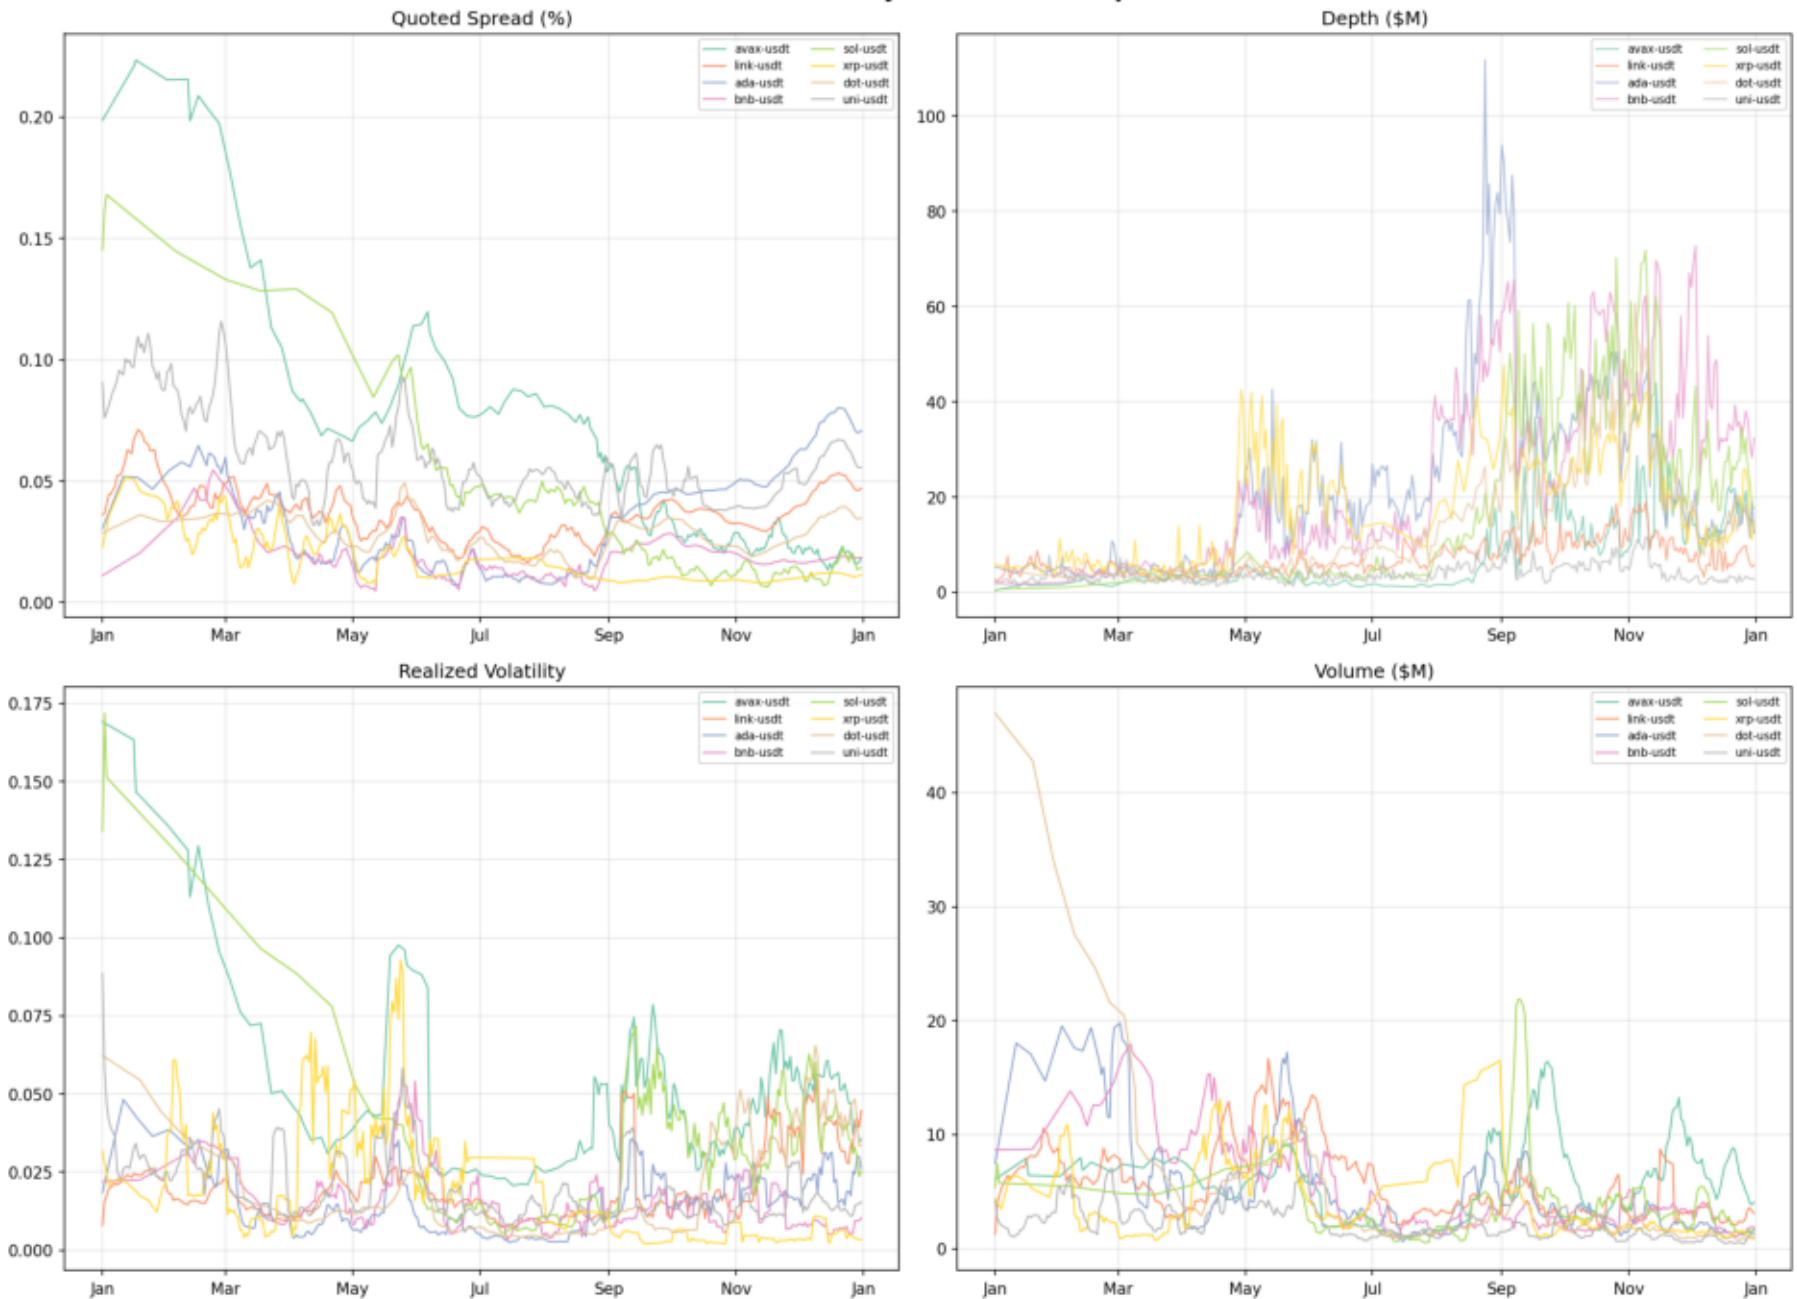 Quoted Spread (%)
avax-usdt sol-usdt
link-usdt xrp-usdt
ada-usdt dot-usdt
bnb-usdt uni-usdt
0.20
0.15
0.10
0.05
0.00
Jan Mar May Jul Sep Nov Jan
Depth ($M)
avax-usdt sol-usdt
link-usdt xrp-usdt
ada-usdt dot-usdt
bnb-usdt uni-usdt
100
80
60
40
20
0
Jan Mar May Jul Sep Nov Jan
Realized Volatility
avax-usdt sol-usdt
link-usdt xrp-usdt
ada-usdt dot-usdt
bnb-usdt uni-usdt
0.175
0.150
0.125
0.100
0.075
0.050
0.025
0.000
Jan Mar May Jul Sep Nov Jan
Volume ($M)
avax-usdt sol-usdt
link-usdt xrp-usdt
ada-usdt dot-usdt
bnb-usdt uni-usdt
40
30
20
10
0
Jan Mar May Jul Sep Nov Jan